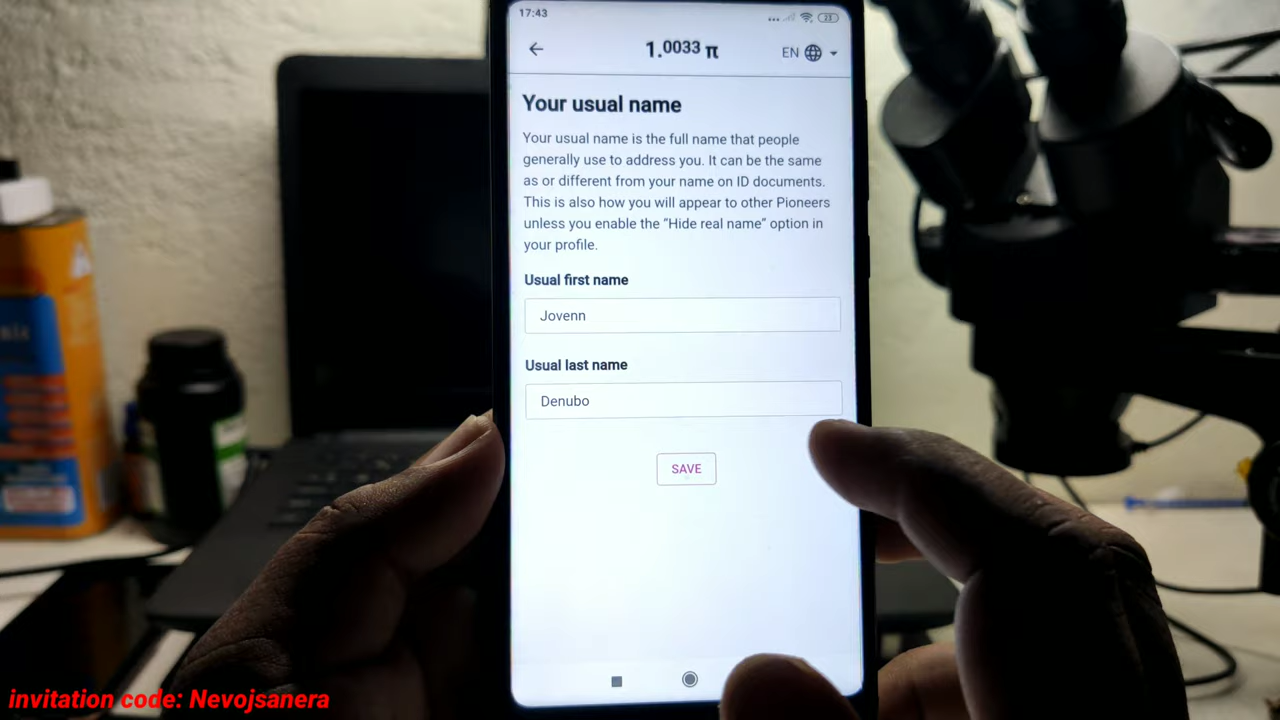 17:43
23
1.0033 π
EN
Your usual name
Your usual name is the full name that people
generally use to address you. It can be the same
as or different from your name on ID documents.
This is also how you will appear to other Pioneers
unless you enable the “Hide real name” option in
your profile.
Usual first name
Jovenn
Usual last name
Denubo
SAVE
invitation code: Nevojsanera